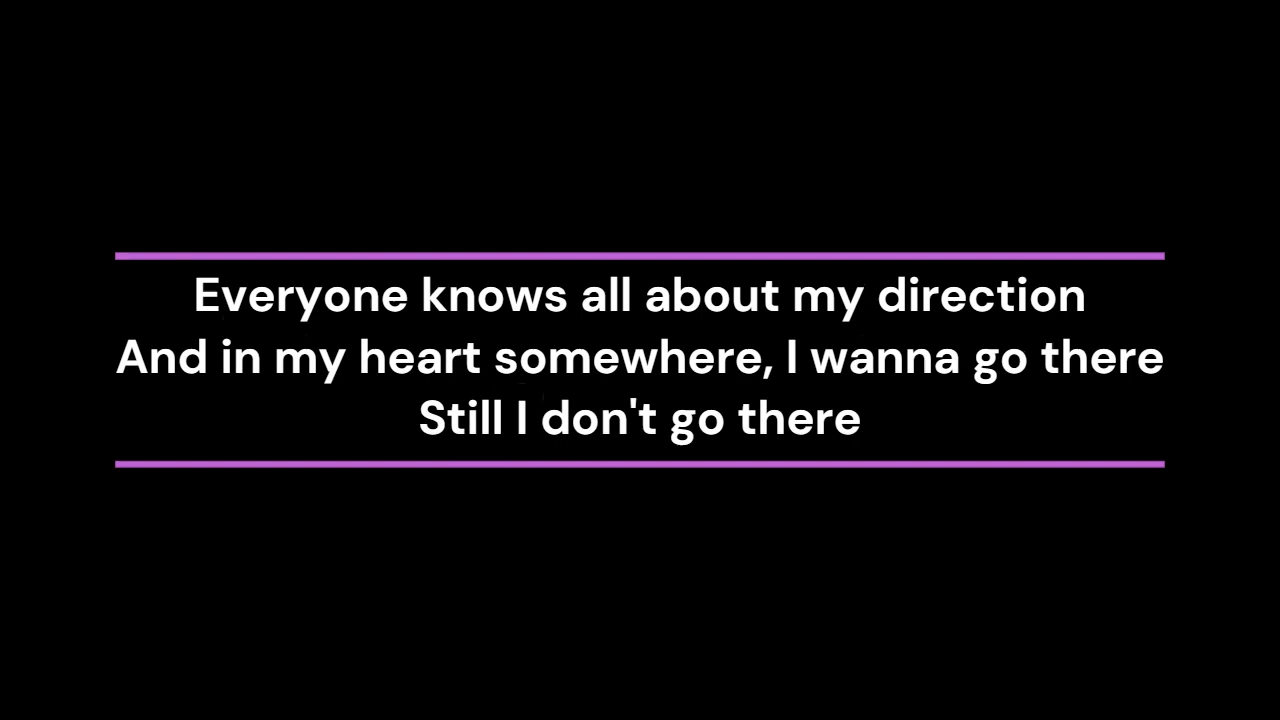 Everyone knows all about my direction
And in my heart somewhere, I wanna go there
Still I don't go there